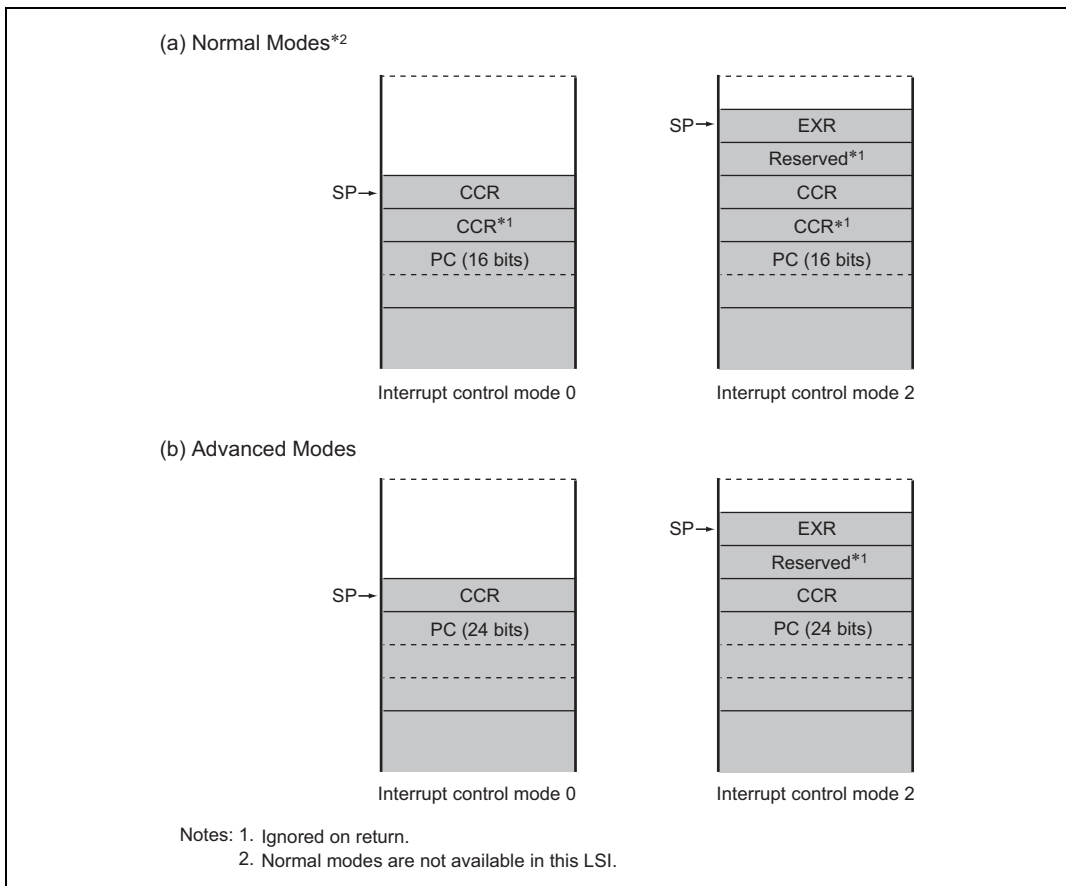 (a) Normal Modes*2
SP
CCR
CCR*1
PC (16 bits)
Interrupt control mode 0
SP
EXR
Reserved*1
CCR
CCR*1
PC (16 bits)
Interrupt control mode 2
(b) Advanced Modes
SP
CCR
PC (24 bits)
Interrupt control mode 0
SP
EXR
Reserved*1
CCR
PC (24 bits)
Interrupt control mode 2
Notes: 1. Ignored on return.
2. Normal modes are not available in this LSI.